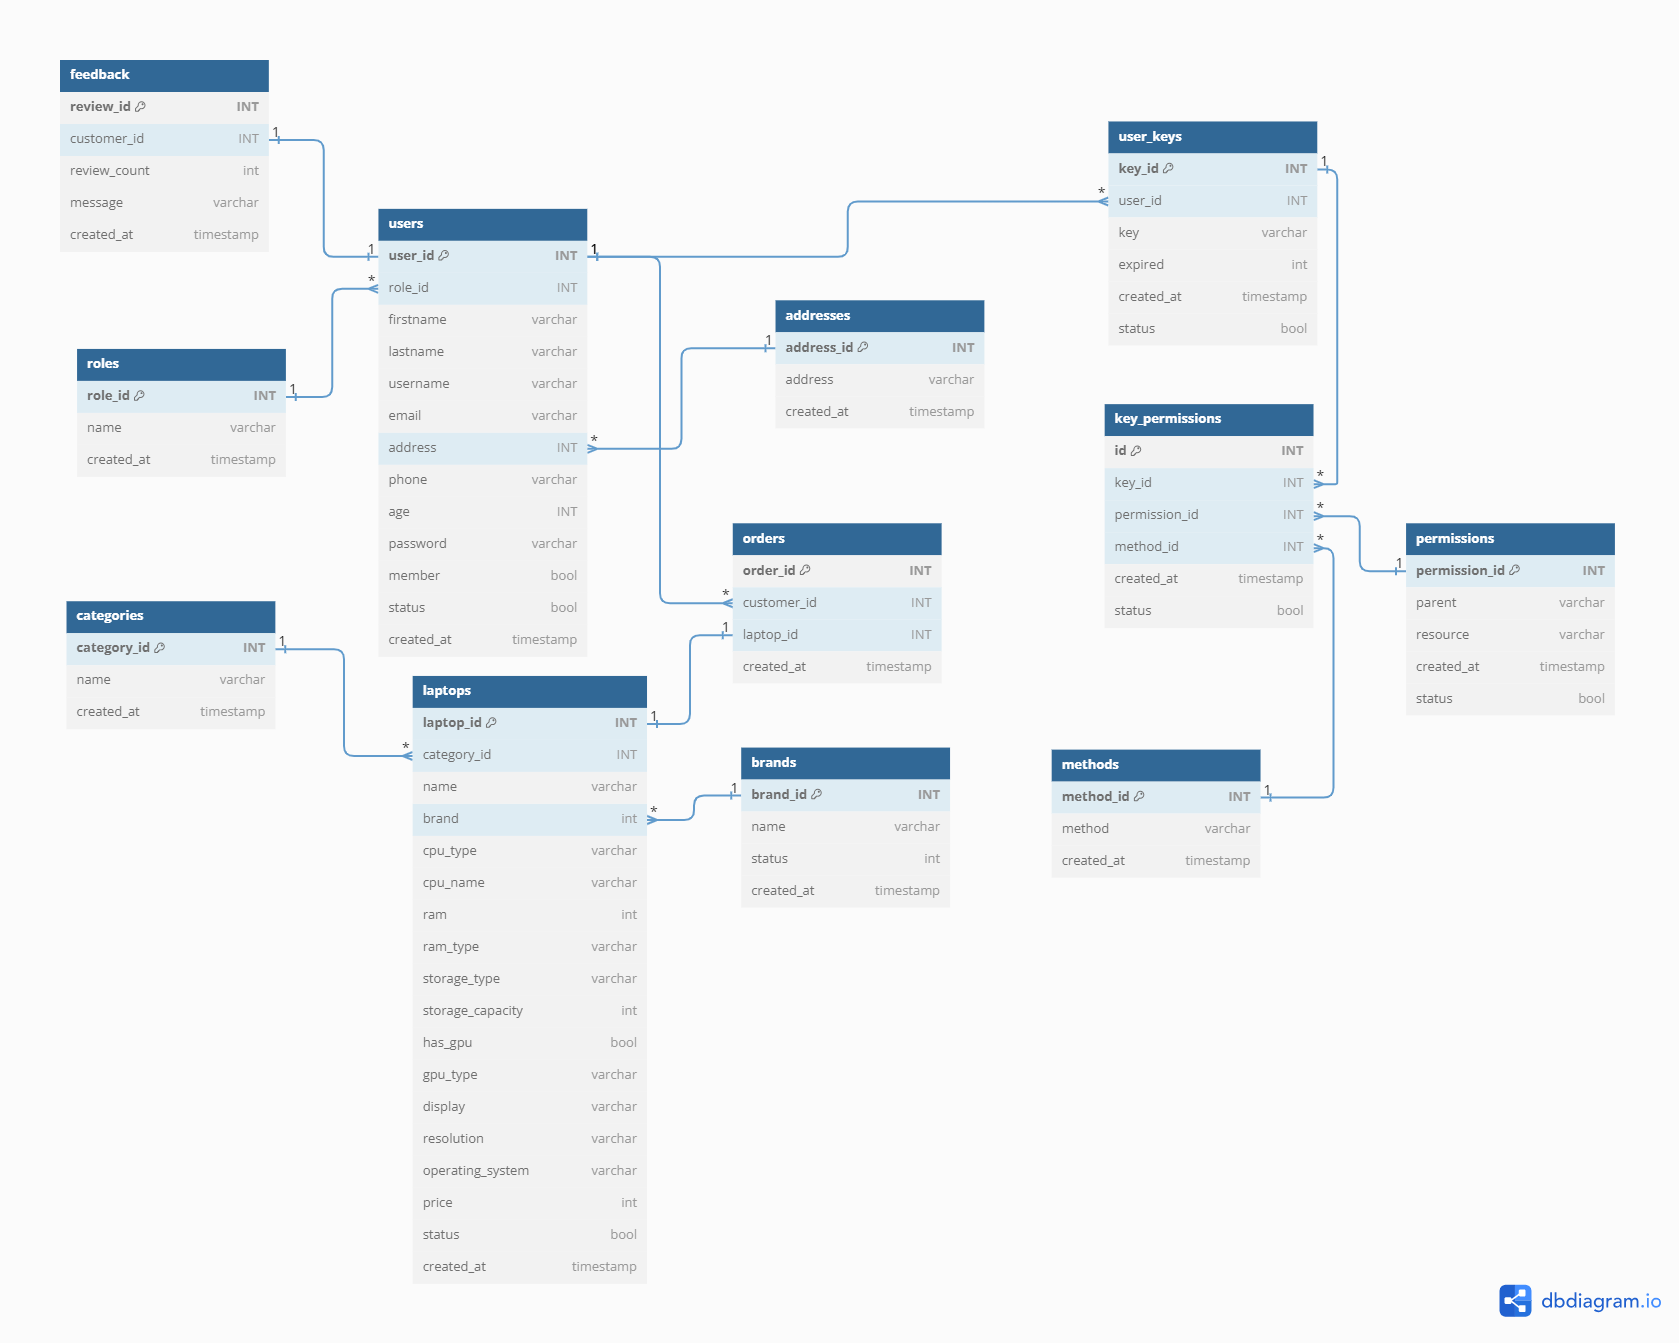 feedback
review_id INT
customer_id INT
review_count int
message varchar
created_at timestamp
1
1
users
user_id INT
role_id INT
firstname varchar
lastname varchar
username varchar
email varchar
address INT
phone varchar
age INT
password varchar
member bool
status bool
created_at timestamp
*
1
*
roles
role_id INT
name varchar
created_at timestamp
1
categories
category_id INT
name varchar
created_at timestamp
1
*
laptops
laptop_id INT
category_id INT
name varchar
brand int
cpu_type varchar
cpu_name varchar
ram int
ram_type varchar
storage_type varchar
storage_capacity int
has_gpu bool
gpu_type varchar
display varchar
resolution varchar
operating_system varchar
price int
status bool
created_at timestamp
1
*
addresses
address_id INT
address varchar
created_at timestamp
1
orders
order_id INT
customer_id INT
laptop_id INT
created_at timestamp
*
1
brands
brand_id INT
name varchar
status int
created_at timestamp
1
user_keys
key_id INT
user_id INT
key varchar
expired int
created_at timestamp
status bool
1
*
key_permissions
id INT
key_id INT
permission_id INT
method_id INT
created_at timestamp
status bool
*
*
*
permissions
permission_id INT
parent varchar
resource varchar
created_at timestamp
status bool
1
methods
method_id INT
method varchar
created_at timestamp
1
dbdiagram.io